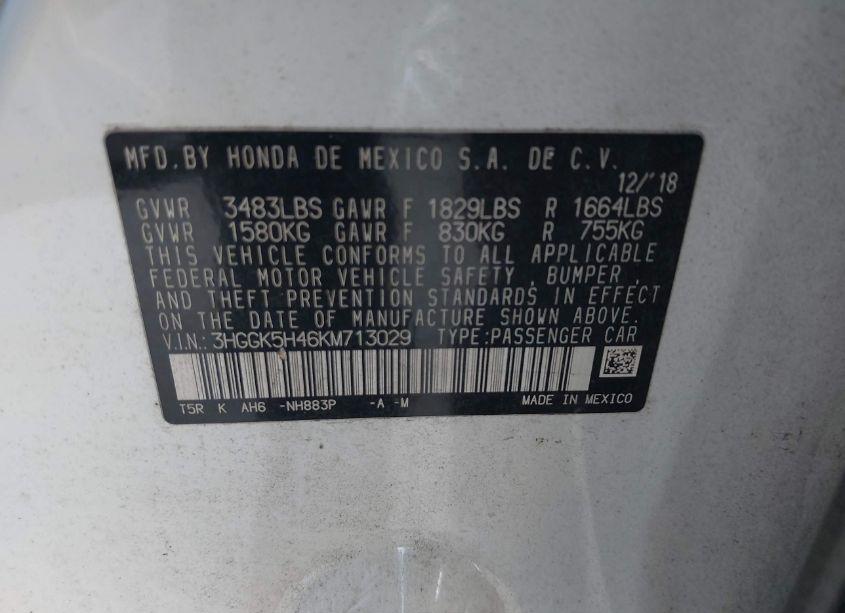 MFD. BY HONDA DE MEXICO S.A. DE C.V.
12/'18
GVWR 3483LBS GAWR F 1829LBS R 1664LBS
GVWR 1580KG GAWR F 830KG R 755KG
THIS VEHICLE CONFORMS TO ALL APPLICABLE
FEDERAL MOTOR VEHICLE SAFETY, BUMPER,
AND THEFT PREVENTION STANDARDS IN EFFECT
ON THE DATE OF MANUFACTURE SHOWN ABOVE.
V.I.N.: 3HGGK5H46KM713029 TYPE:PASSENGER CAR
T5R K AH6 -NH883P -A -M MADE IN MEXICO